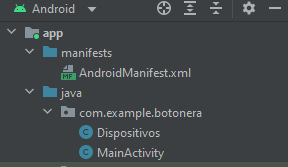 Android
app
manifests
AndroidManifest.xml
java
com.example.botonera
Dispositivos
MainActivity